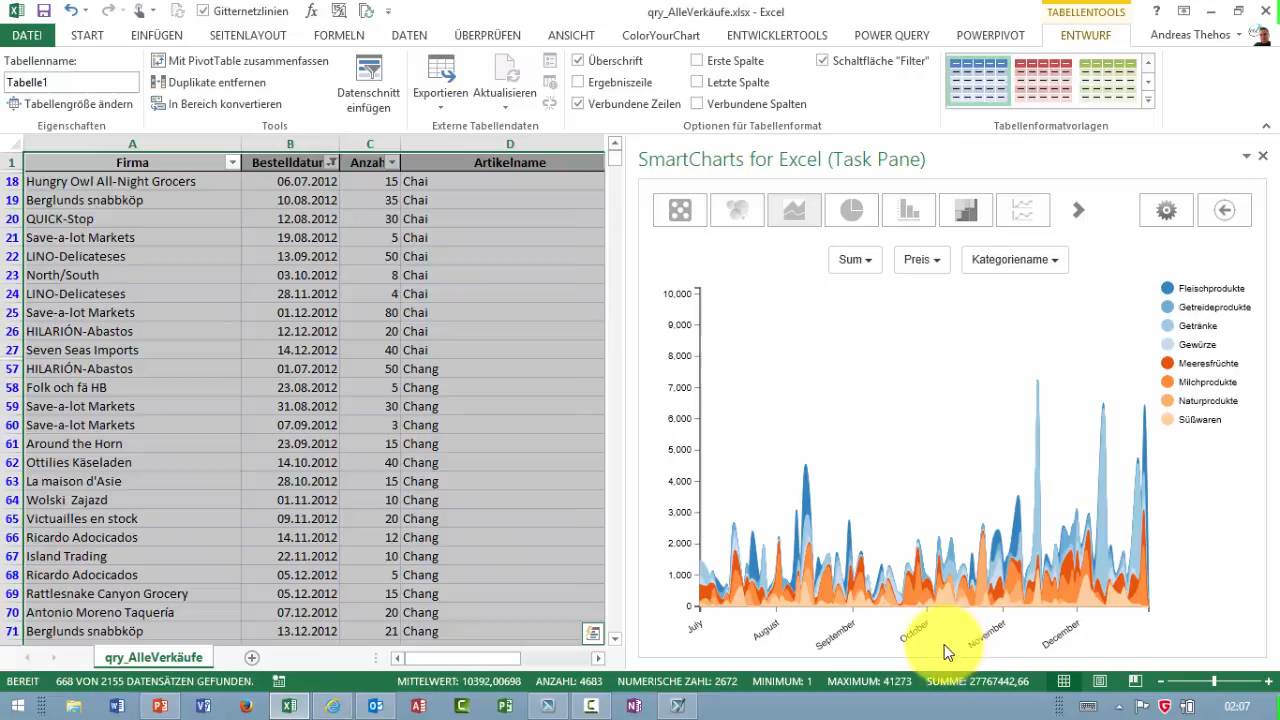 Gitternetzlinien
qry_AlleVerkäufe.xlsx - Excel
TABELLENTOOLS
DATEI START EINFÜGEN SEITENLAYOUT FORMELN DATEN ÜBERPRÜFEN ANSICHT ColorYourChart ENTWICKLERTOOLS POWER QUERY POWERPIVOT ENTWURF Andreas Thehos
Tabellenname:
Tabelle1
Tabellengröße ändern
Eigenschaften
Mit PivotTable zusammenfassen
Duplikate entfernen
In Bereich konvertieren
Tools
Datenschnitt
einfügen
Exportieren
Aktualisieren
Externe Tabellendaten
Überschrift
Ergebniszeile
Verbundene Zeilen
Erste Spalte
Letzte Spalte
Verbundene Spalten
Schaltfläche "Filter"
Optionen für Tabellenformat
Tabellenformatvorlagen
A B C D
1 Firma Bestelldatum Anzahl Artikelname
18 Hungry Owl All-Night Grocers 06.07.2012 15 Chai
19 Berglunds snabbköp 10.08.2012 35 Chai
20 QUICK-Stop 12.08.2012 30 Chai
21 Save-a-lot Markets 19.08.2012 5 Chai
22 LINO-Delicateses 13.09.2012 50 Chai
23 North/South 03.10.2012 8 Chai
24 LINO-Delicateses 28.11.2012 4 Chai
25 Save-a-lot Markets 01.12.2012 80 Chai
26 HILARIÓN-Abastos 12.12.2012 20 Chai
27 Seven Seas Imports 14.12.2012 40 Chai
57 HILARIÓN-Abastos 01.07.2012 50 Chang
58 Folk och fä HB 23.08.2012 5 Chang
59 Save-a-lot Markets 31.08.2012 30 Chang
60 Save-a-lot Markets 07.09.2012 3 Chang
61 Around the Horn 23.09.2012 15 Chang
62 Ottilies Käseladen 14.10.2012 40 Chang
63 La maison d'Asie 28.10.2012 15 Chang
64 Wolski Zajazd 01.11.2012 10 Chang
65 Victuailles en stock 09.11.2012 20 Chang
66 Ricardo Adocicados 14.11.2012 12 Chang
67 Island Trading 22.11.2012 10 Chang
68 Ricardo Adocicados 05.12.2012 5 Chang
69 Rattlesnake Canyon Grocery 05.12.2012 15 Chang
70 Antonio Moreno Taquería 07.12.2012 20 Chang
71 Berglunds snabbköp 13.12.2012 21 Chang
qry_AlleVerkäufe
SmartCharts for Excel (Task Pane)
Sum Preis Kategoriename
10,000
9,000
8,000
7,000
6,000
5,000
4,000
3,000
2,000
1,000
0
July August September October November December
Fleischprodukte
Getreideprodukte
Getränke
Gewürze
Meeresfrüchte
Milchprodukte
Naturprodukte
Süßwaren
BEREIT 668 VON 2155 DATENSÄTZEN GEFUNDEN. MITTELWERT: 10392,00698 ANZAHL: 4683 NUMERISCHE ZAHL: 2672 MINIMUM: 1 MAXIMUM: 41273 SUMME: 27767442,66
02:07